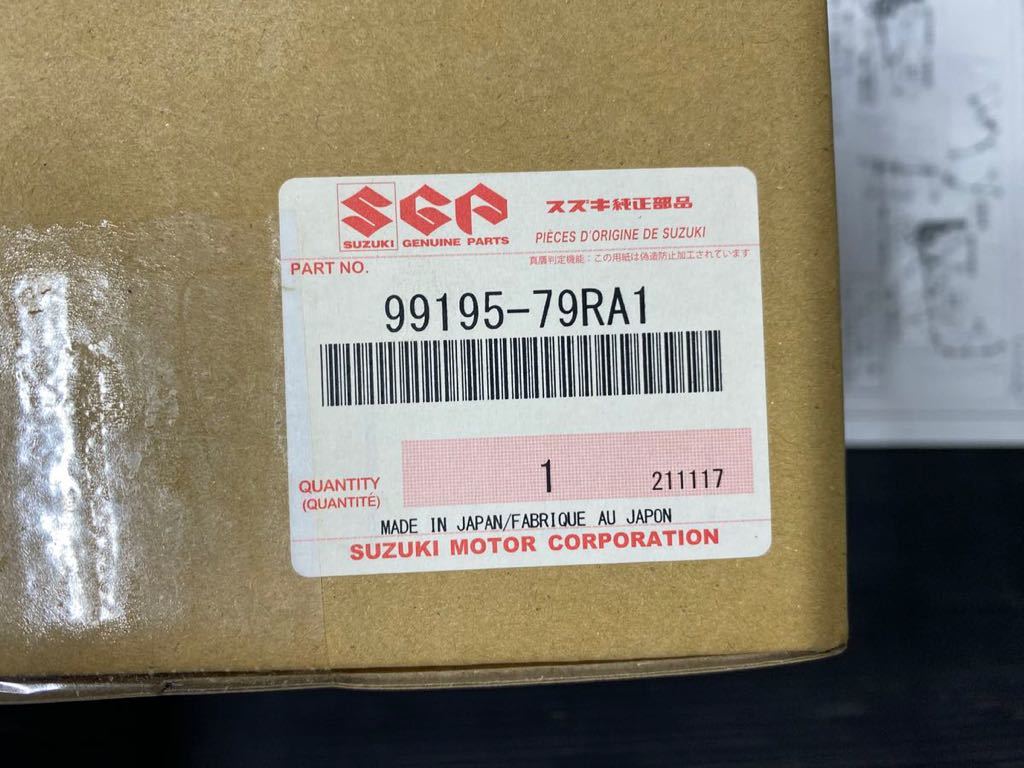 SGP
SUZUKI GENUINE PARTS
スズキ純正部品
PIÈCES D'ORIGINE DE SUZUKI
真贋判定機能：この用紙は偽造防止加工されています
PART NO.
99195-79RA1
QUANTITY
(QUANTITÉ)
1
211117
MADE IN JAPAN/FABRIQUE AU JAPON
SUZUKI MOTOR CORPORATION